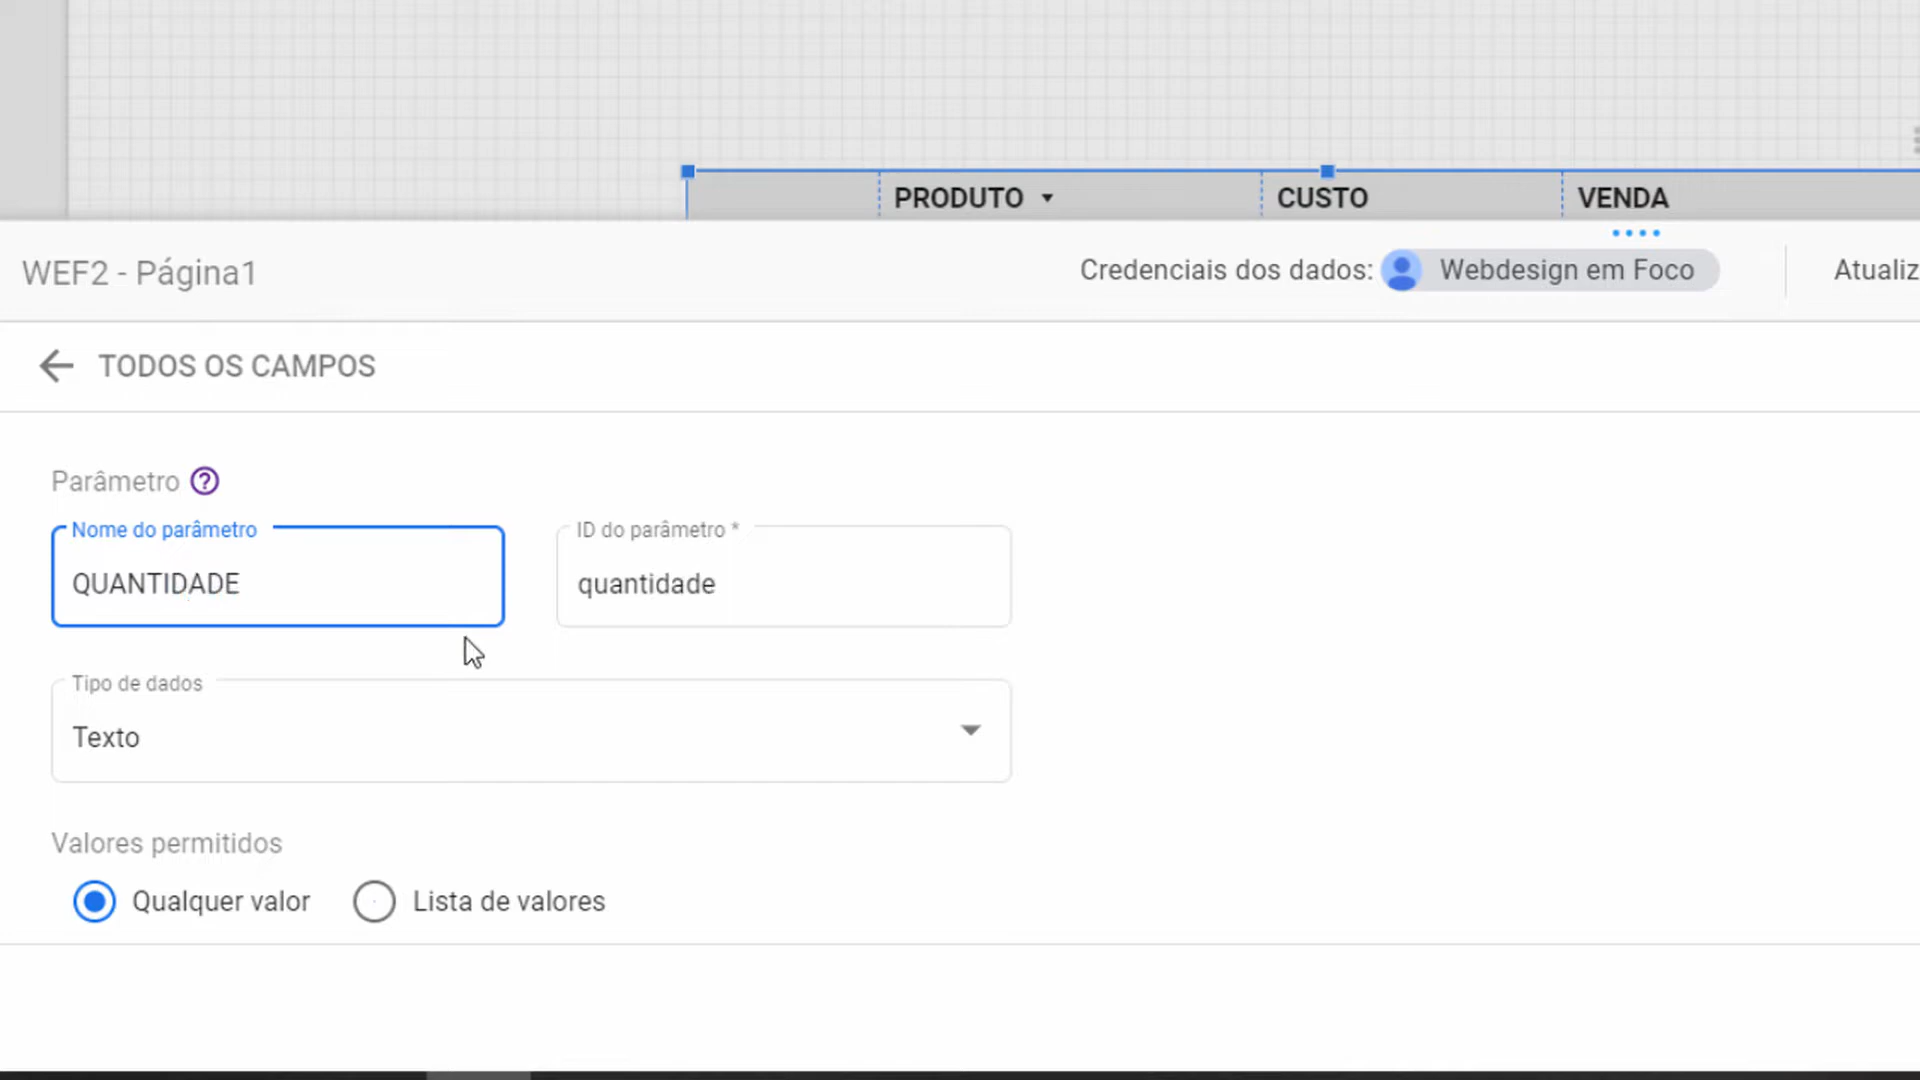 PRODUTO CUSTO VENDA
WEF2 - Página1
Credenciais dos dados: Webdesign em Foco
Atualiz
TODOS OS CAMPOS
Parâmetro
Nome do parâmetro
QUANTIDADE
ID do parâmetro *
quantidade
Tipo de dados
Texto
Valores permitidos
Qualquer valor Lista de valores